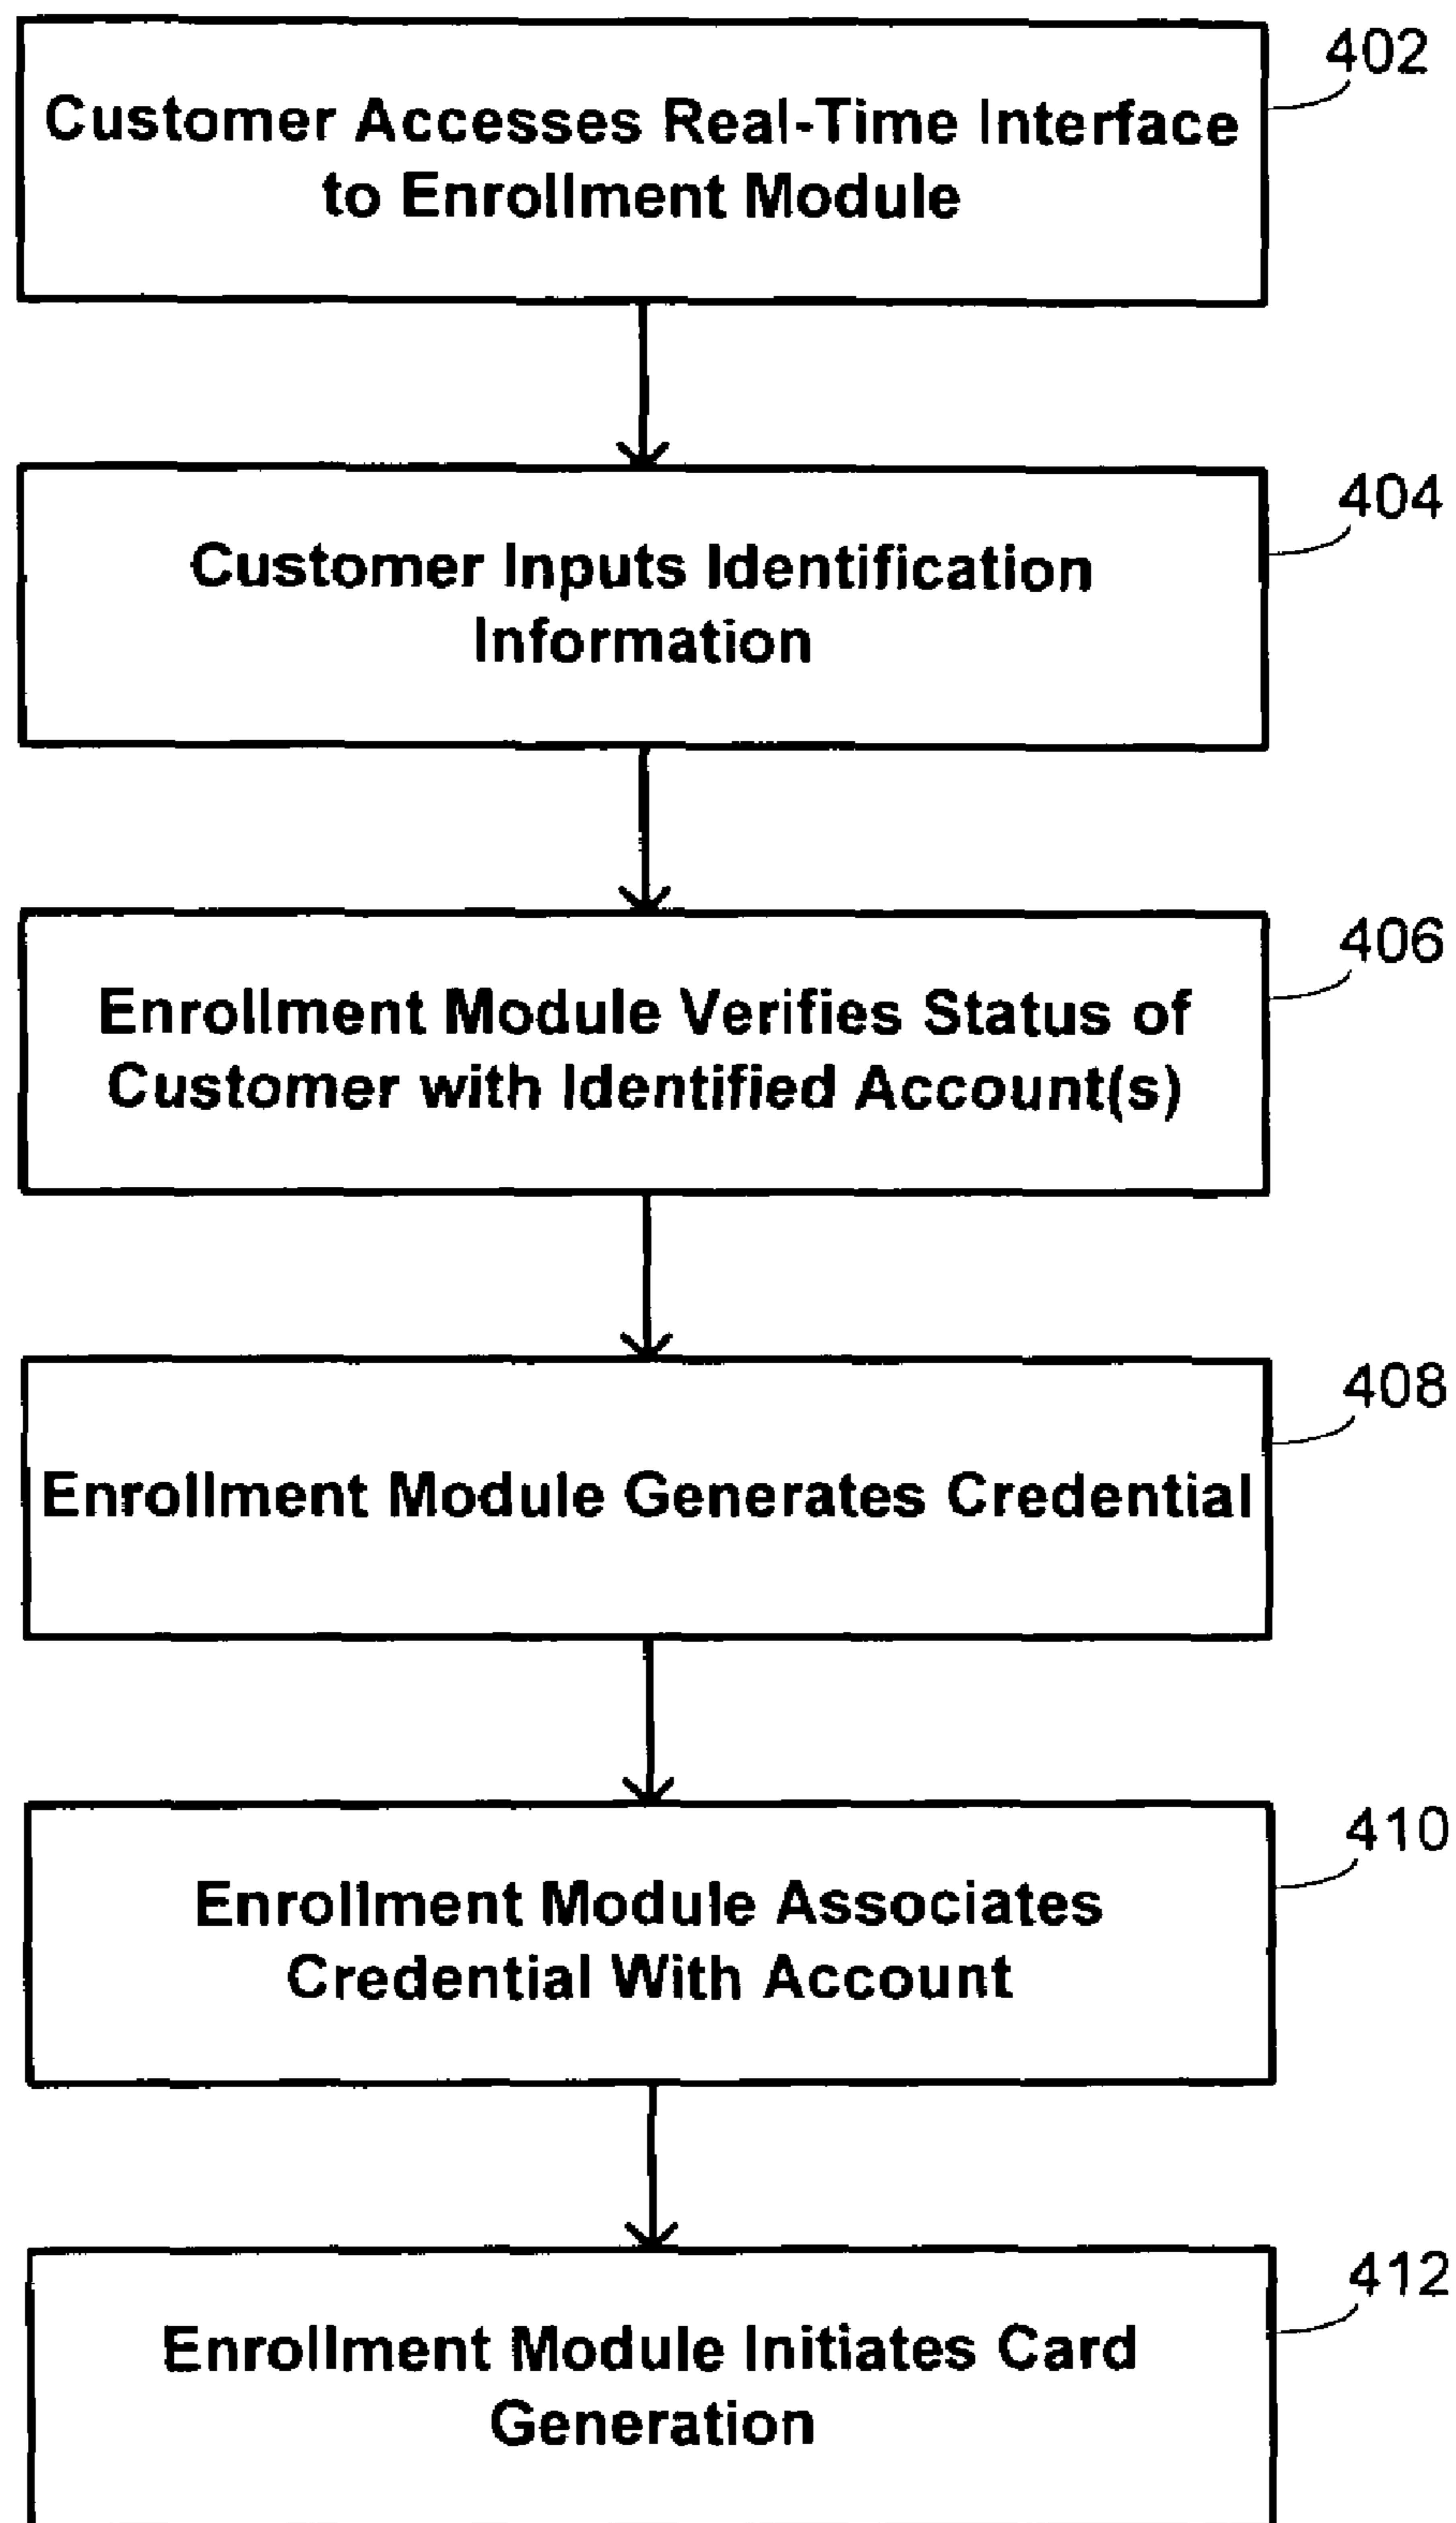 402
Customer Accesses Real-Time Interface
to Enrollment Module
404
Customer Inputs Identification
Information
406
Enrollment Module Verifies Status of
Customer with Identified Account(s)
408
Enrollment Module Generates Credential
410
Enrollment Module Associates
Credential With Account
412
Enrollment Module Initiates Card
Generation